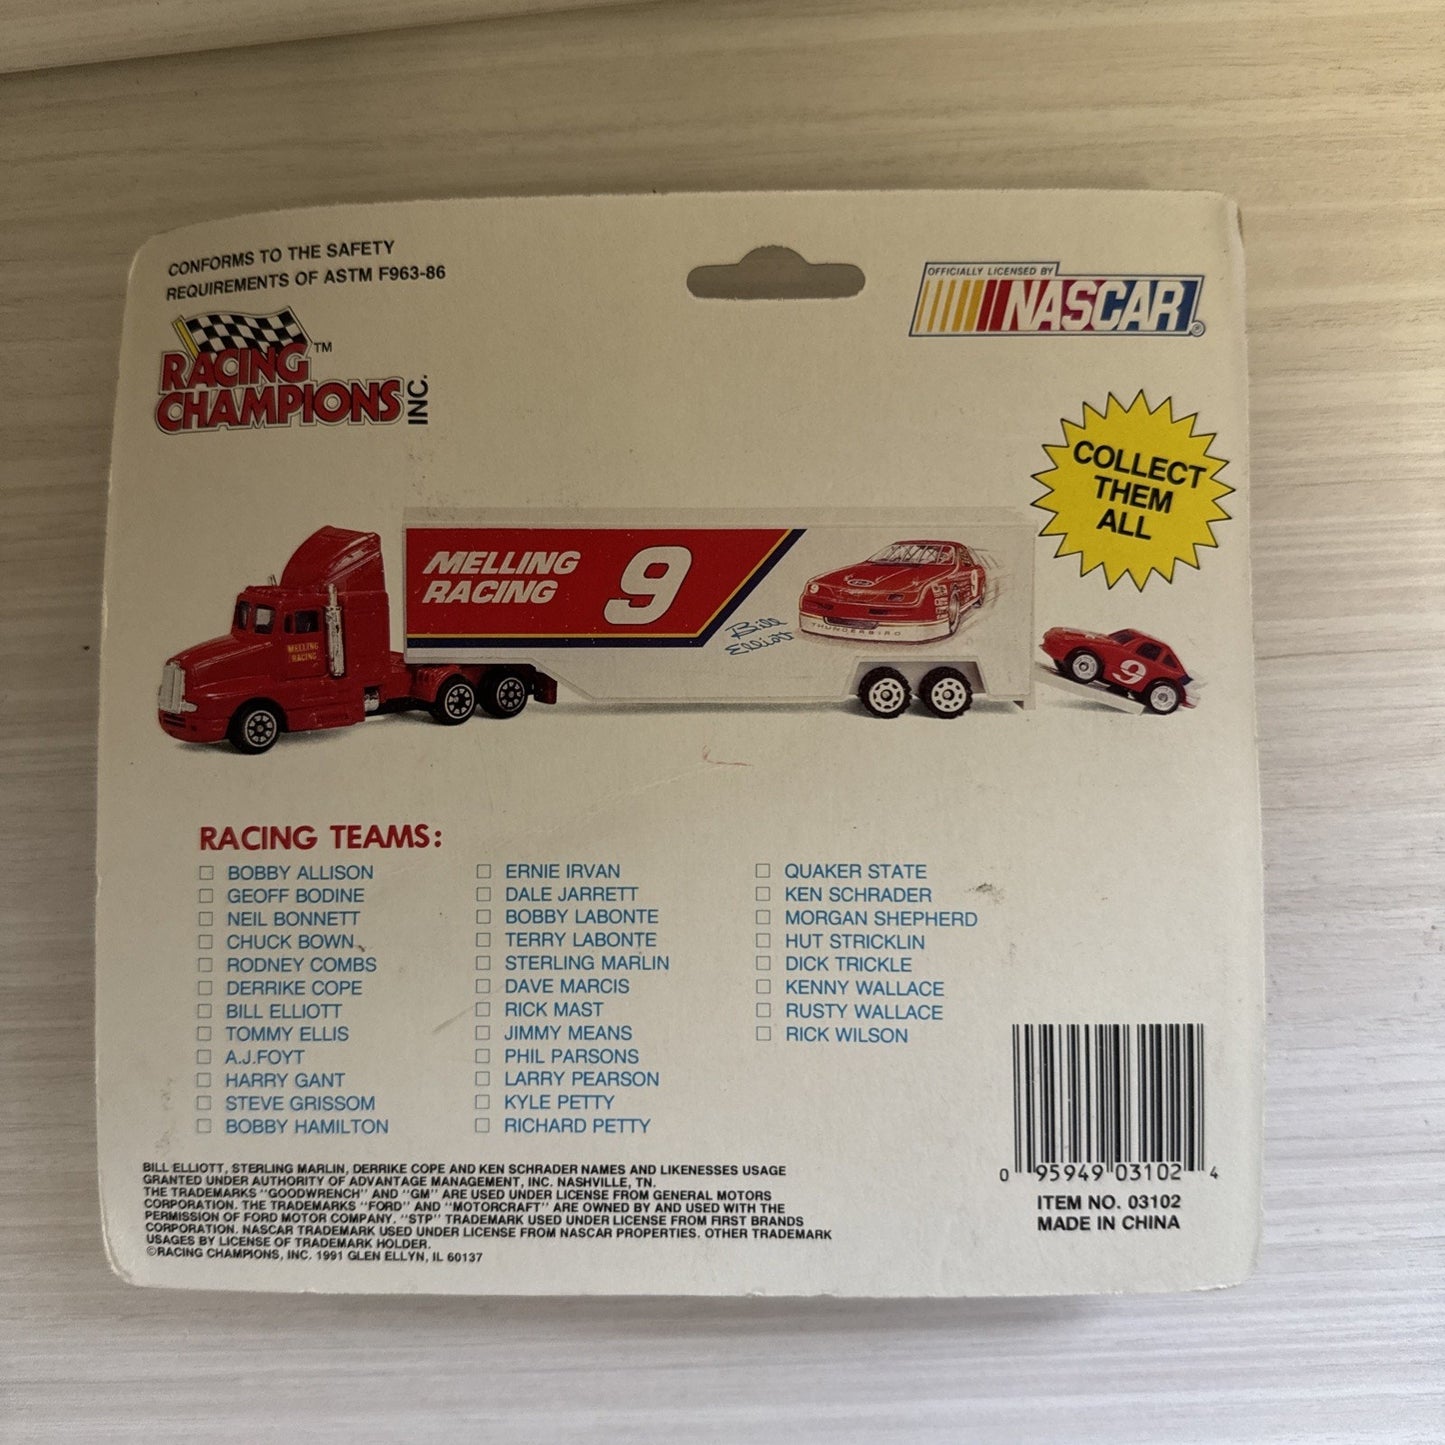 CONFORMS TO THE SAFETY
REQUIREMENTS OF ASTM F963-86
RACING ™
CHAMPIONS INC.
OFFICIALLY LICENSED BY
NASCAR®
COLLECT
THEM
ALL
MELLING
RACING
9
Bill
Elliott
THUNDERBIRD
MELLING
RACING
9
RACING TEAMS:
BOBBY ALLISON
GEOFF BODINE
NEIL BONNETT
CHUCK BOWN
RODNEY COMBS
DERRIKE COPE
BILL ELLIOTT
TOMMY ELLIS
A.J.FOYT
HARRY GANT
STEVE GRISSOM
BOBBY HAMILTON
ERNIE IRVAN
DALE JARRETT
BOBBY LABONTE
TERRY LABONTE
STERLING MARLIN
DAVE MARCIS
RICK MAST
JIMMY MEANS
PHIL PARSONS
LARRY PEARSON
KYLE PETTY
RICHARD PETTY
QUAKER STATE
KEN SCHRADER
MORGAN SHEPHERD
HUT STRICKLIN
DICK TRICKLE
KENNY WALLACE
RUSTY WALLACE
RICK WILSON
BILL ELLIOTT, STERLING MARLIN, DERRIKE COPE AND KEN SCHRADER NAMES AND LIKENESSES USAGE
GRANTED UNDER AUTHORITY OF ADVANTAGE MANAGEMENT, INC. NASHVILLE, TN.
THE TRADEMARKS "GOODWRENCH" AND "GM" ARE USED UNDER LICENSE FROM GENERAL MOTORS
CORPORATION. THE TRADEMARKS "FORD" AND "MOTORCRAFT" ARE OWNED BY AND USED WITH THE
PERMISSION OF FORD MOTOR COMPANY. "STP" TRADEMARK USED UNDER LICENSE FROM FIRST BRANDS
CORPORATION. NASCAR TRADEMARK USED UNDER LICENSE FROM NASCAR PROPERTIES. OTHER TRADEMARK
USAGES BY LICENSE OF TRADEMARK HOLDER.
©RACING CHAMPIONS, INC. 1991 GLEN ELLYN, IL 60137
0 95949 03102 4
ITEM NO. 03102
MADE IN CHINA